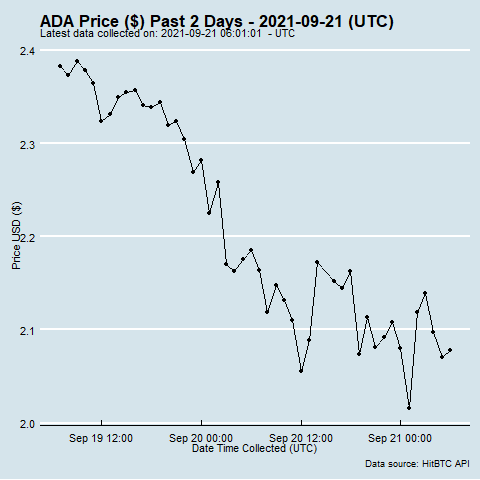 ADA Price ($) Past 2 Days - 2021-09-21 (UTC)
Latest data collected on: 2021-09-21 06:01:01  - UTC
2.4
2.3
2.2
2.1
2.0
Price USD ($)
Sep 19 12:00
Sep 20 00:00
Sep 20 12:00
Sep 21 00:00
Date Time Collected (UTC)
Data source: HitBTC API